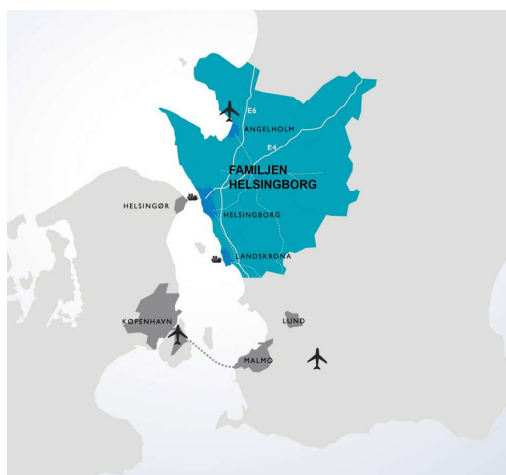 E6
ÄNGELHOLM
E4
FAMILJEN
HELSINGBORG
HELSINGØR
HELSINGBORG
LANDSKRONA
KØPENHAVN
LUND
MALMÖ